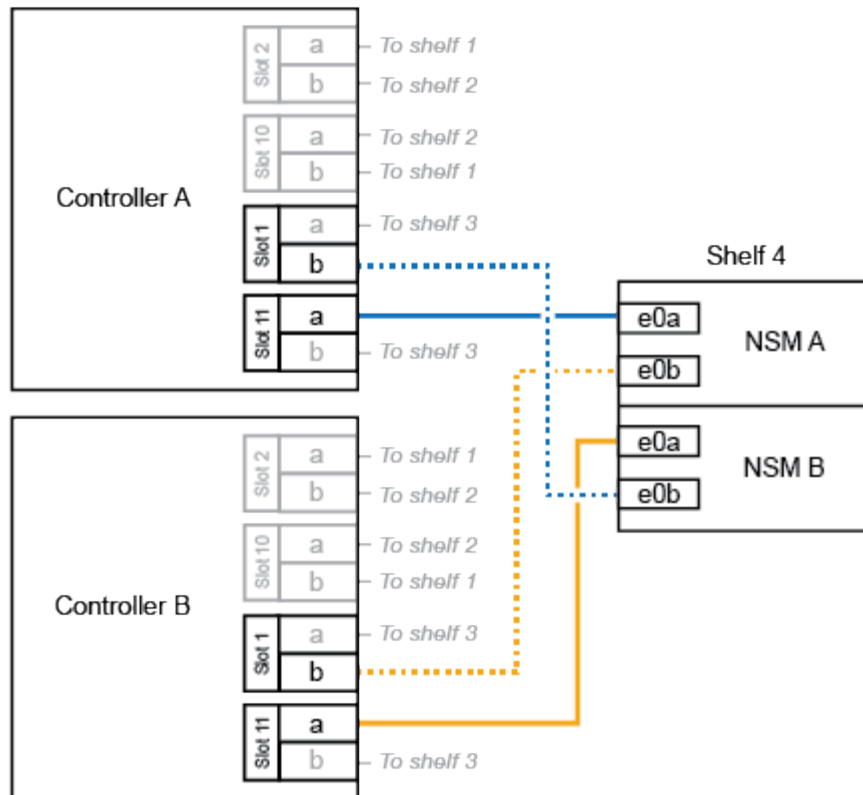 Controller A
Slot 2
a
To shelf 1
b
To shelf 2
Slot 10
a
To shelf 2
b
To shelf 1
Slot 1
a
To shelf 3
b
Slot 11
a
b
To shelf 3
Controller B
Slot 2
a
To shelf 1
b
To shelf 2
Slot 10
a
To shelf 2
b
To shelf 1
Slot 1
a
To shelf 3
b
Slot 11
a
b
To shelf 3
Shelf 4
e0a
NSM A
e0b
e0a
NSM B
e0b